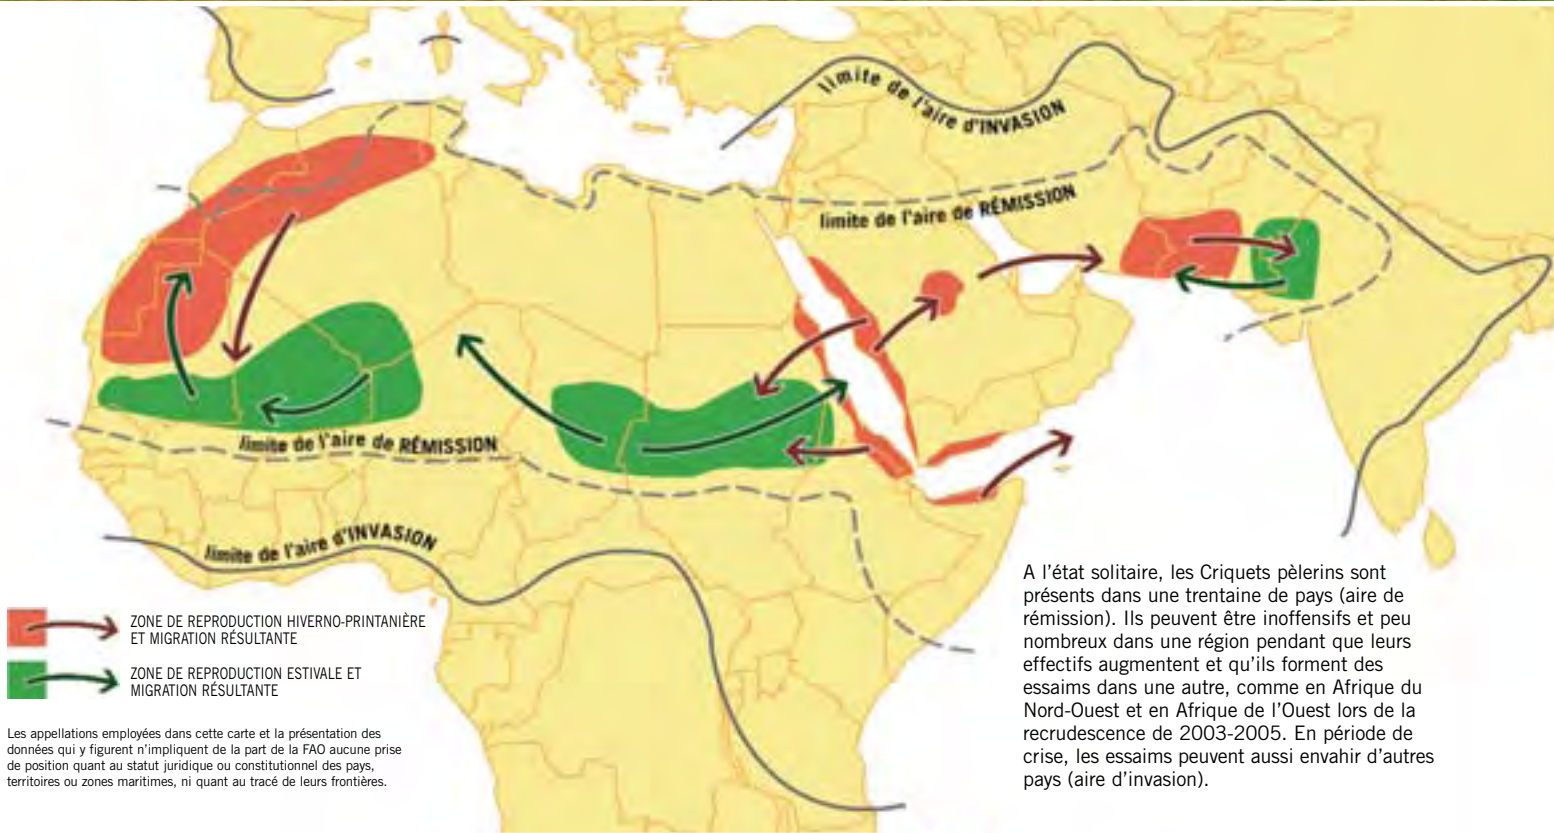 limite de l'aire d'INVASION
limite de l'aire de RÉMISSION
limite de l'aire de RÉMISSION
limite de l'aire d'INVASION
ZONE DE REPRODUCTION HIVERNO-PRINTANIÈRE
ET MIGRATION RÉSULTANTE
ZONE DE REPRODUCTION ESTIVALE ET
MIGRATION RÉSULTANTE
Les appellations employées dans cette carte et la présentation des
données qui y figurent n’impliquent de la part de la FAO aucune prise
de position quant au statut juridique ou constitutionnel des pays,
territoires ou zones maritimes, ni quant au tracé de leurs frontières.
A l’état solitaire, les Criquets pèlerins sont
présents dans une trentaine de pays (aire de
rémission). Ils peuvent être inoffensifs et peu
nombreux dans une région pendant que leurs
effectifs augmentent et qu’ils forment des
essaims dans une autre, comme en Afrique du
Nord-Ouest et en Afrique de l’Ouest lors de la
recrudescence de 2003-2005. En période de
crise, les essaims peuvent aussi envahir d’autres
pays (aire d’invasion).